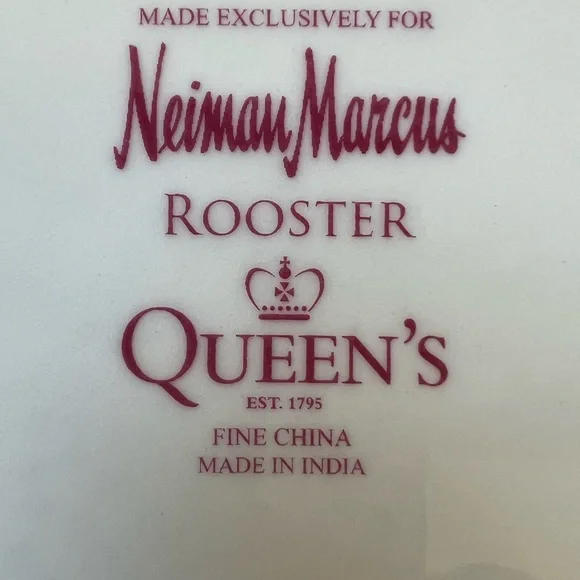 MADE EXCLUSIVELY FOR
Neiman Marcus
ROOSTER
QUEEN'S
EST. 1795
FINE CHINA
MADE IN INDIA